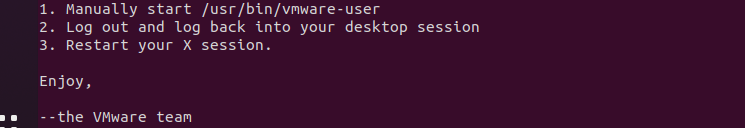 1. Manually start /usr/bin/vmware-user
2. Log out and log back into your desktop session
3. Restart your X session.
Enjoy,
--the VMware team